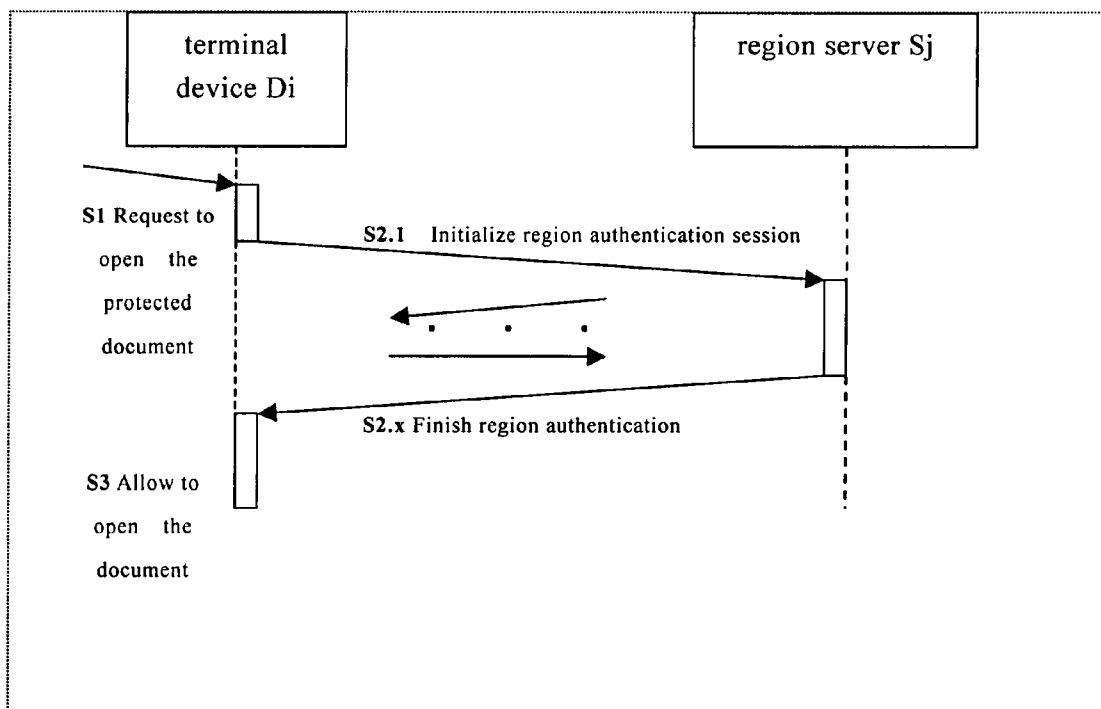 terminal
device Di
region server Sj
S1 Request to
open the
protected
document
S2.1 Initialize region authentication session
. . .
S2.x Finish region authentication
S3 Allow to
open the
document